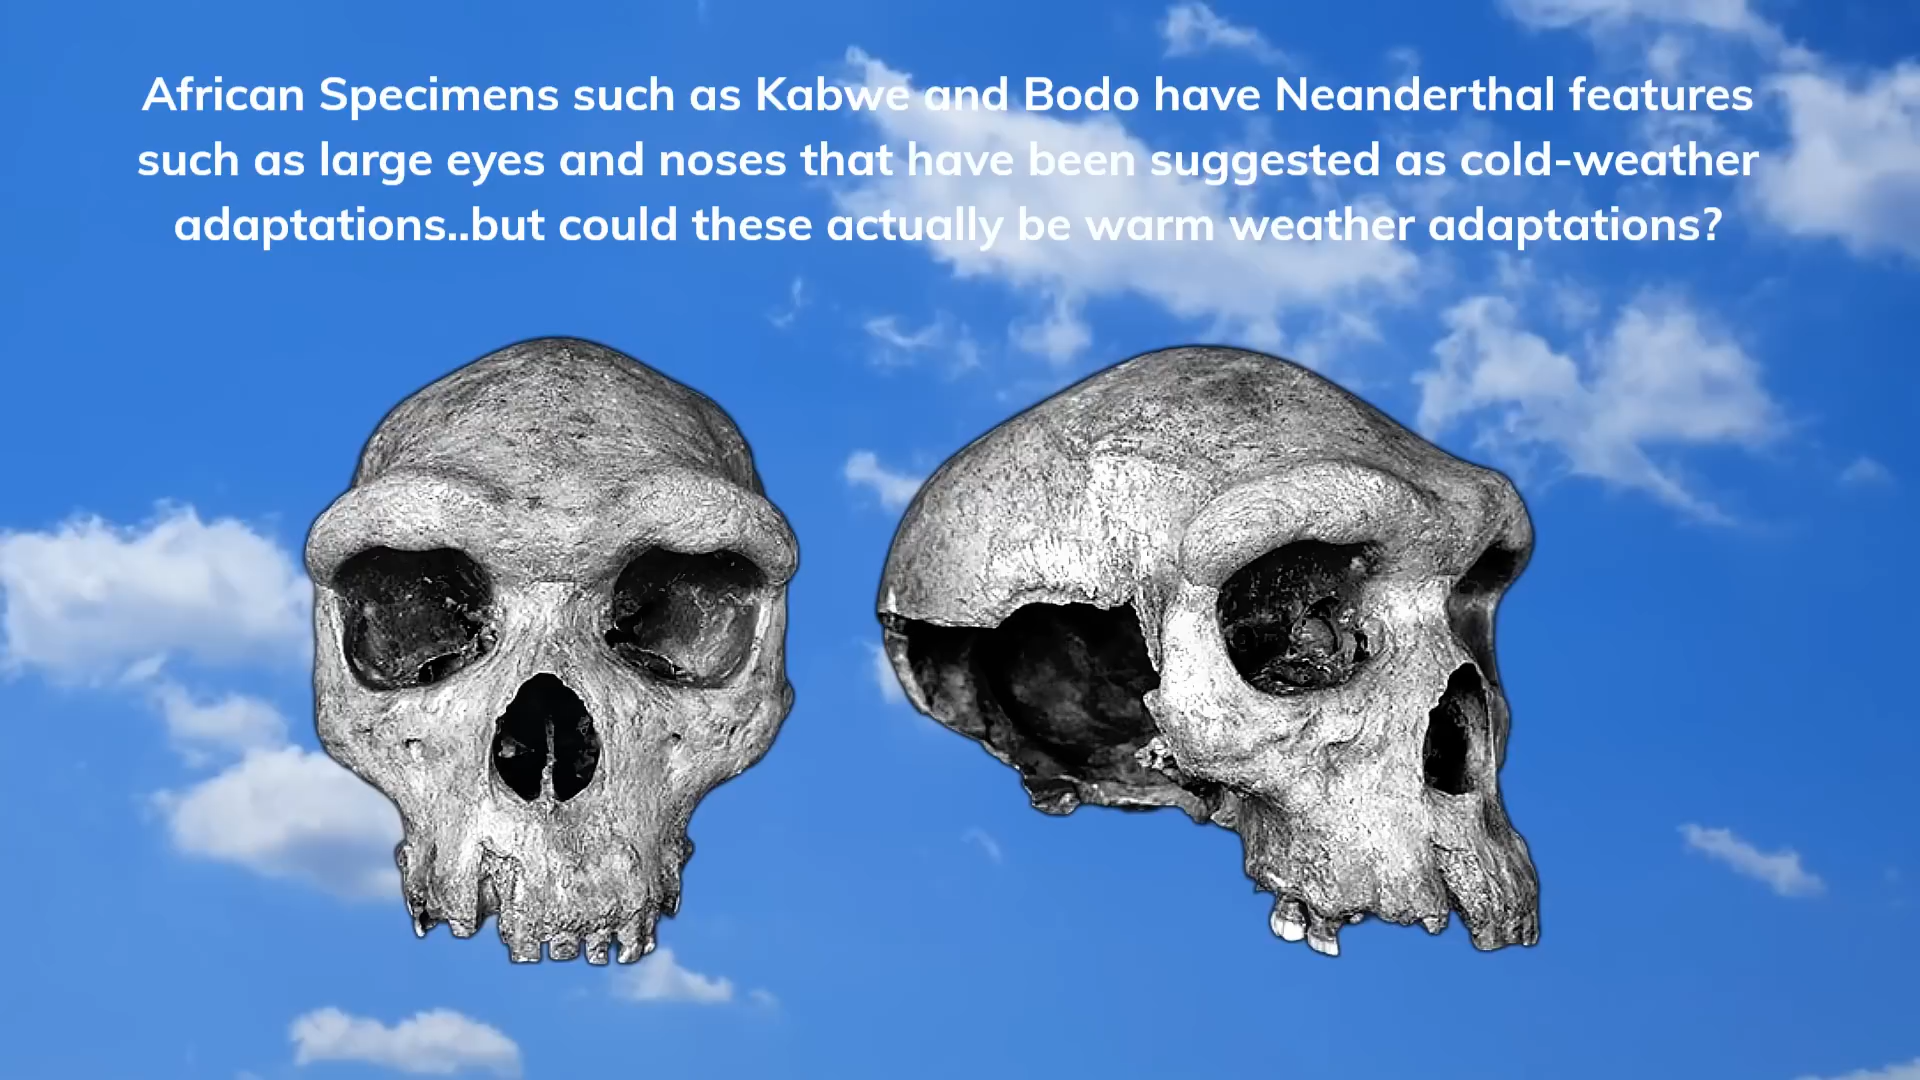 African Specimens such as Kabwe and Bodo have Neanderthal features
such as large eyes and noses that have been suggested as cold-weather
adaptations..but could these actually be warm weather adaptations?